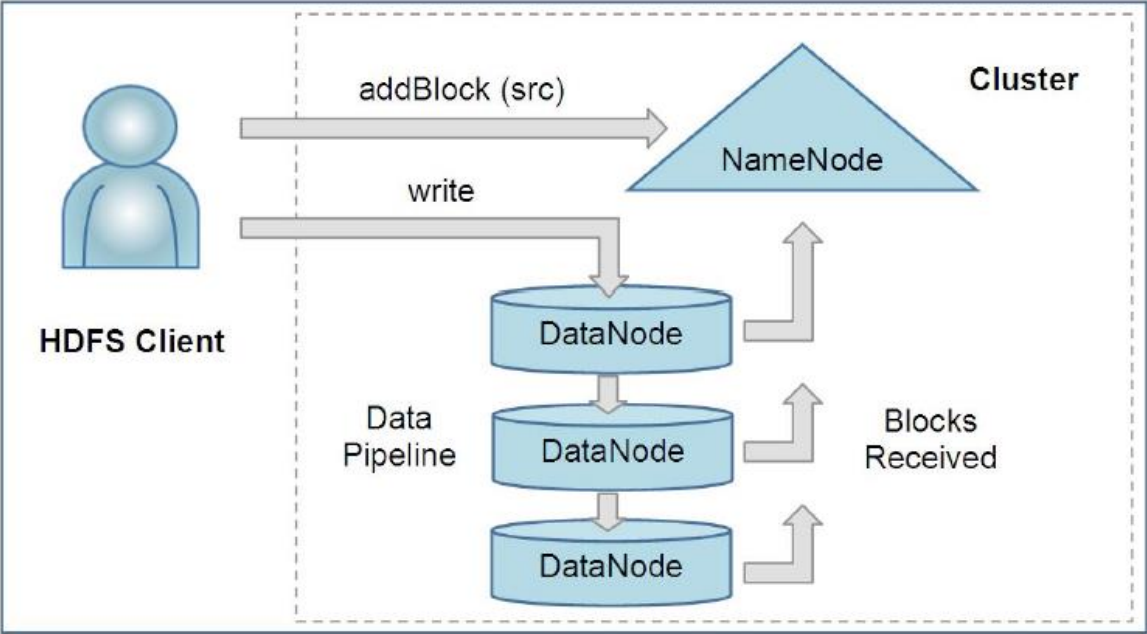 addBlock (src)
Cluster
NameNode
write
HDFS Client
DataNode
Data
Pipeline
DataNode
Blocks
Received
DataNode